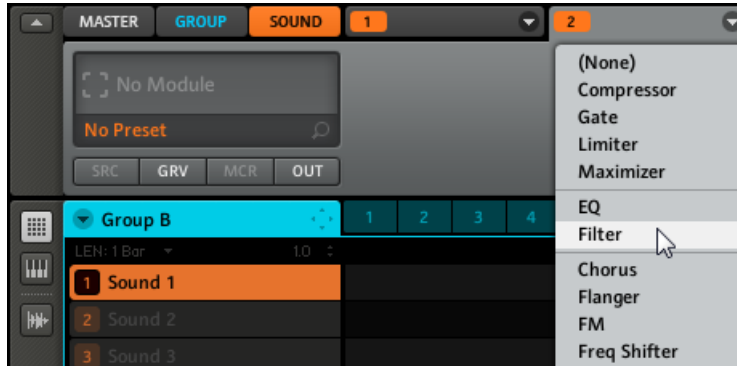 MASTER GROUP SOUND 1 2
No Module
No Preset
SRC GRV MCR OUT
(None)
Compressor
Gate
Limiter
Maximizer
EQ
Filter
Chorus
Flanger
FM
Freq Shifter
Group B 1 2 3 4
LEN: 1 Bar 1.0
1 Sound 1
2 Sound 2
3 Sound 3